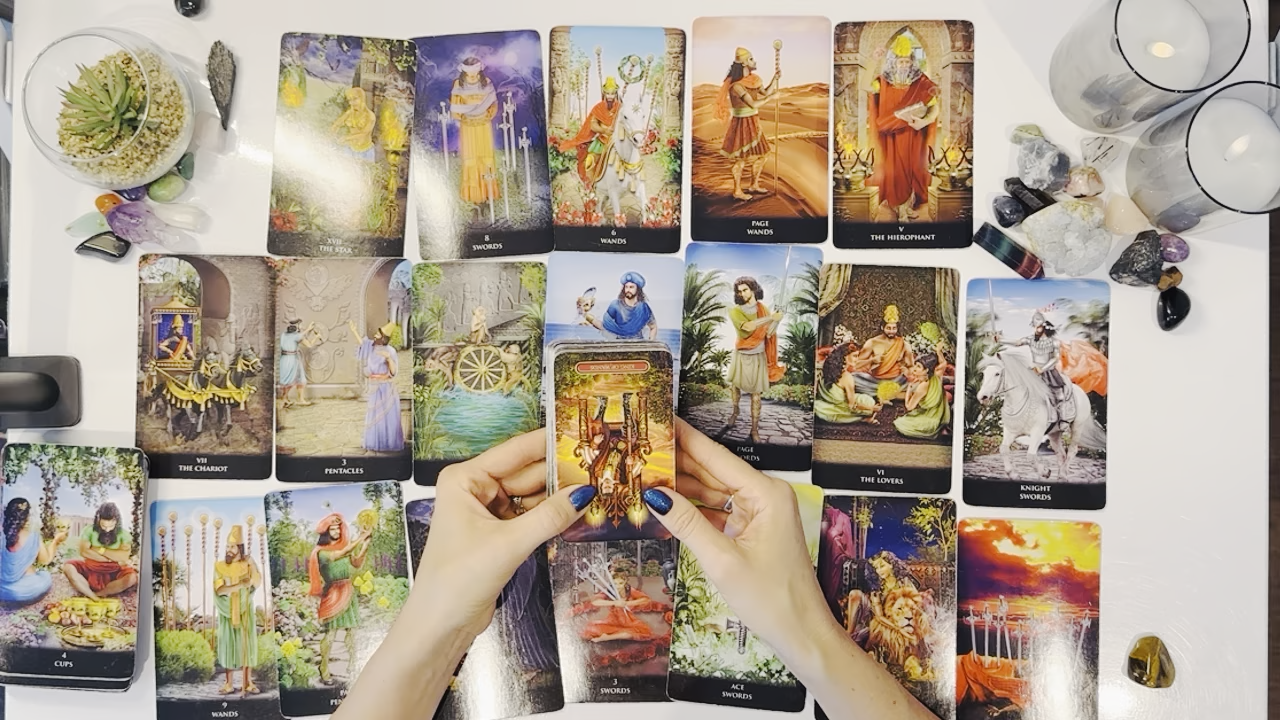 XVII
THE STAR
8
SWORDS
6
WANDS
PAGE
WANDS
V
THE HIEROPHANT
VII
THE CHARIOT
3
PENTACLES
PAGE
VI
THE LOVERS
KNIGHT
SWORDS
4
CUPS
9
WANDS
3
SWORDS
ACE
SWORDS